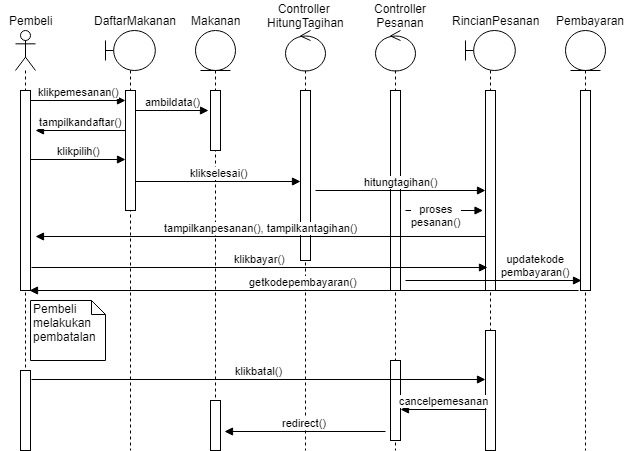 Pembeli
DaftarMakanan
Makanan
Controller
HitungTagihan
Controller
Pesanan
RincianPesanan
Pembayaran
klikpemesanan()
ambildata()
tampilkandaftar()
klikpilih()
klikselesai()
hitungtagihan()
proses
pesanan()
tampilkanpesanan(), tampilkantagihan()
klikbayar()
updatekode
pembayaran()
getkodepembayaran()
Pembeli
melakukan
pembatalan
klikbatal()
cancelpemesanan
redirect()